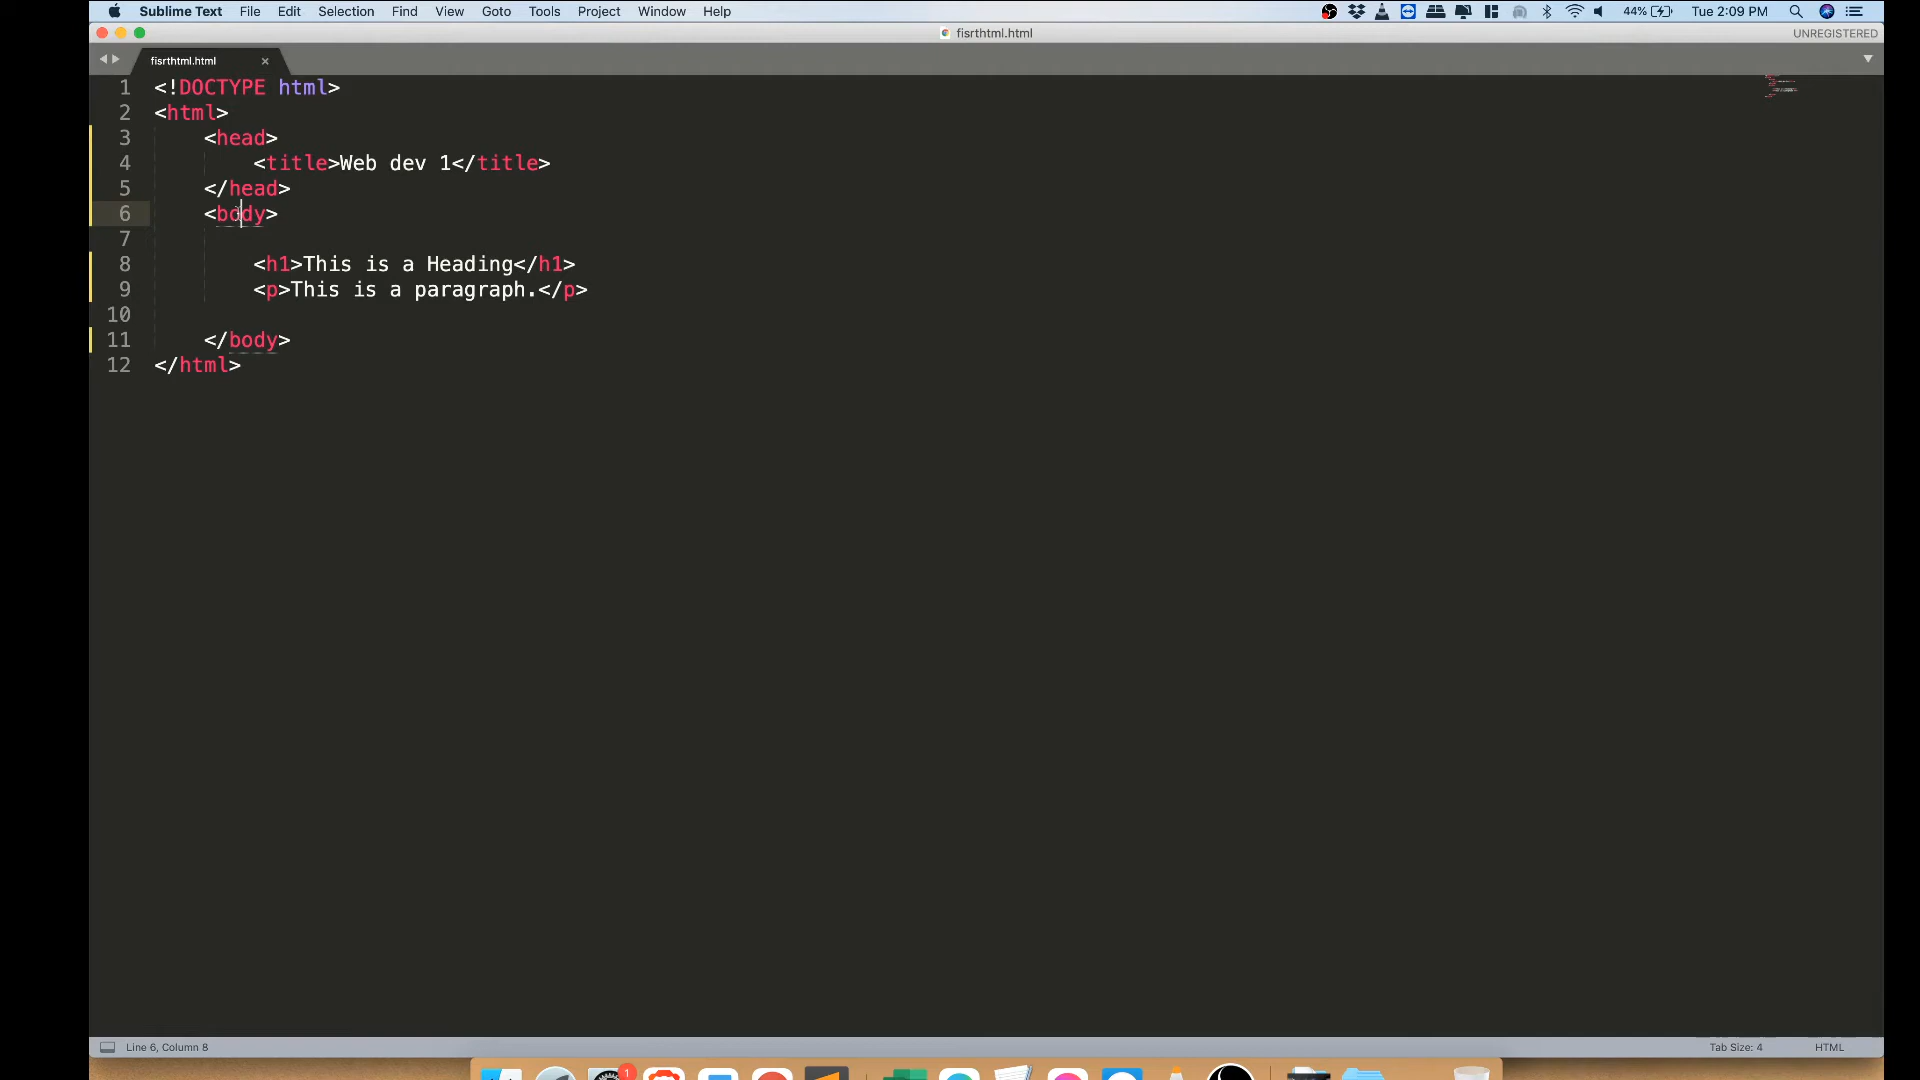 Sublime Text File Edit Selection Find View Goto Tools Project Window Help 44% Tue 2:09 PM
fisrthtml.html UNREGISTERED
fisrthtml.html
1 <!DOCTYPE html>
2 <html>
3 <head>
4 <title>Web dev 1</title>
5 </head>
6 <body>
7
8 <h1>This is a Heading</h1>
9 <p>This is a paragraph.</p>
10
11 </body>
12 </html>
Line 6, Column 8 Tab Size: 4 HTML
1